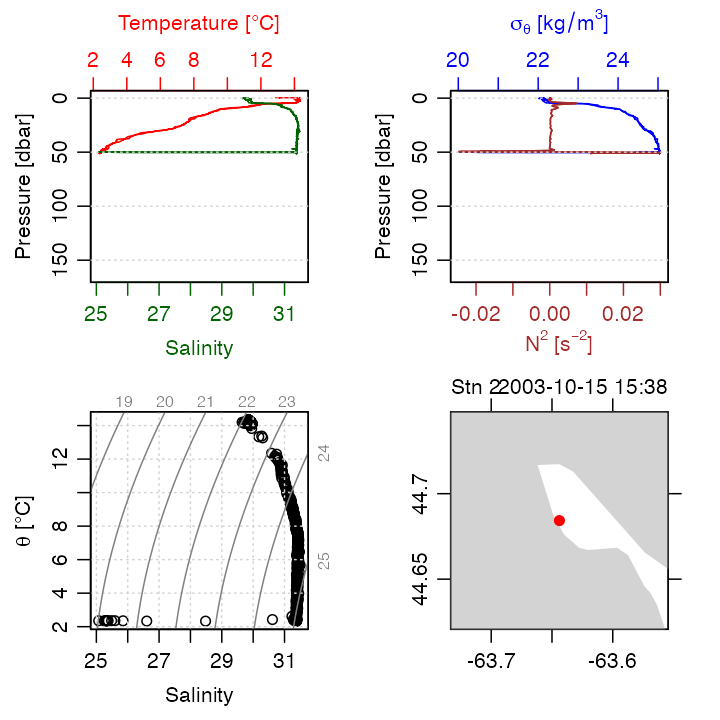 Temperature [°C]
2 4 6 8 12
0
50
100
150
Pressure [dbar]
25 27 29 31
Salinity
σθ [kg/m³]
20 22 24
0
50
100
150
Pressure [dbar]
-0.02 0.00 0.02
N² [s⁻²]
19 20 21 22 23
24
25
12
8
6
4
2
θ [°C]
25 27 29 31
Salinity
Stn 2 2003-10-15 15:38
44.7
44.65
-63.7 -63.6